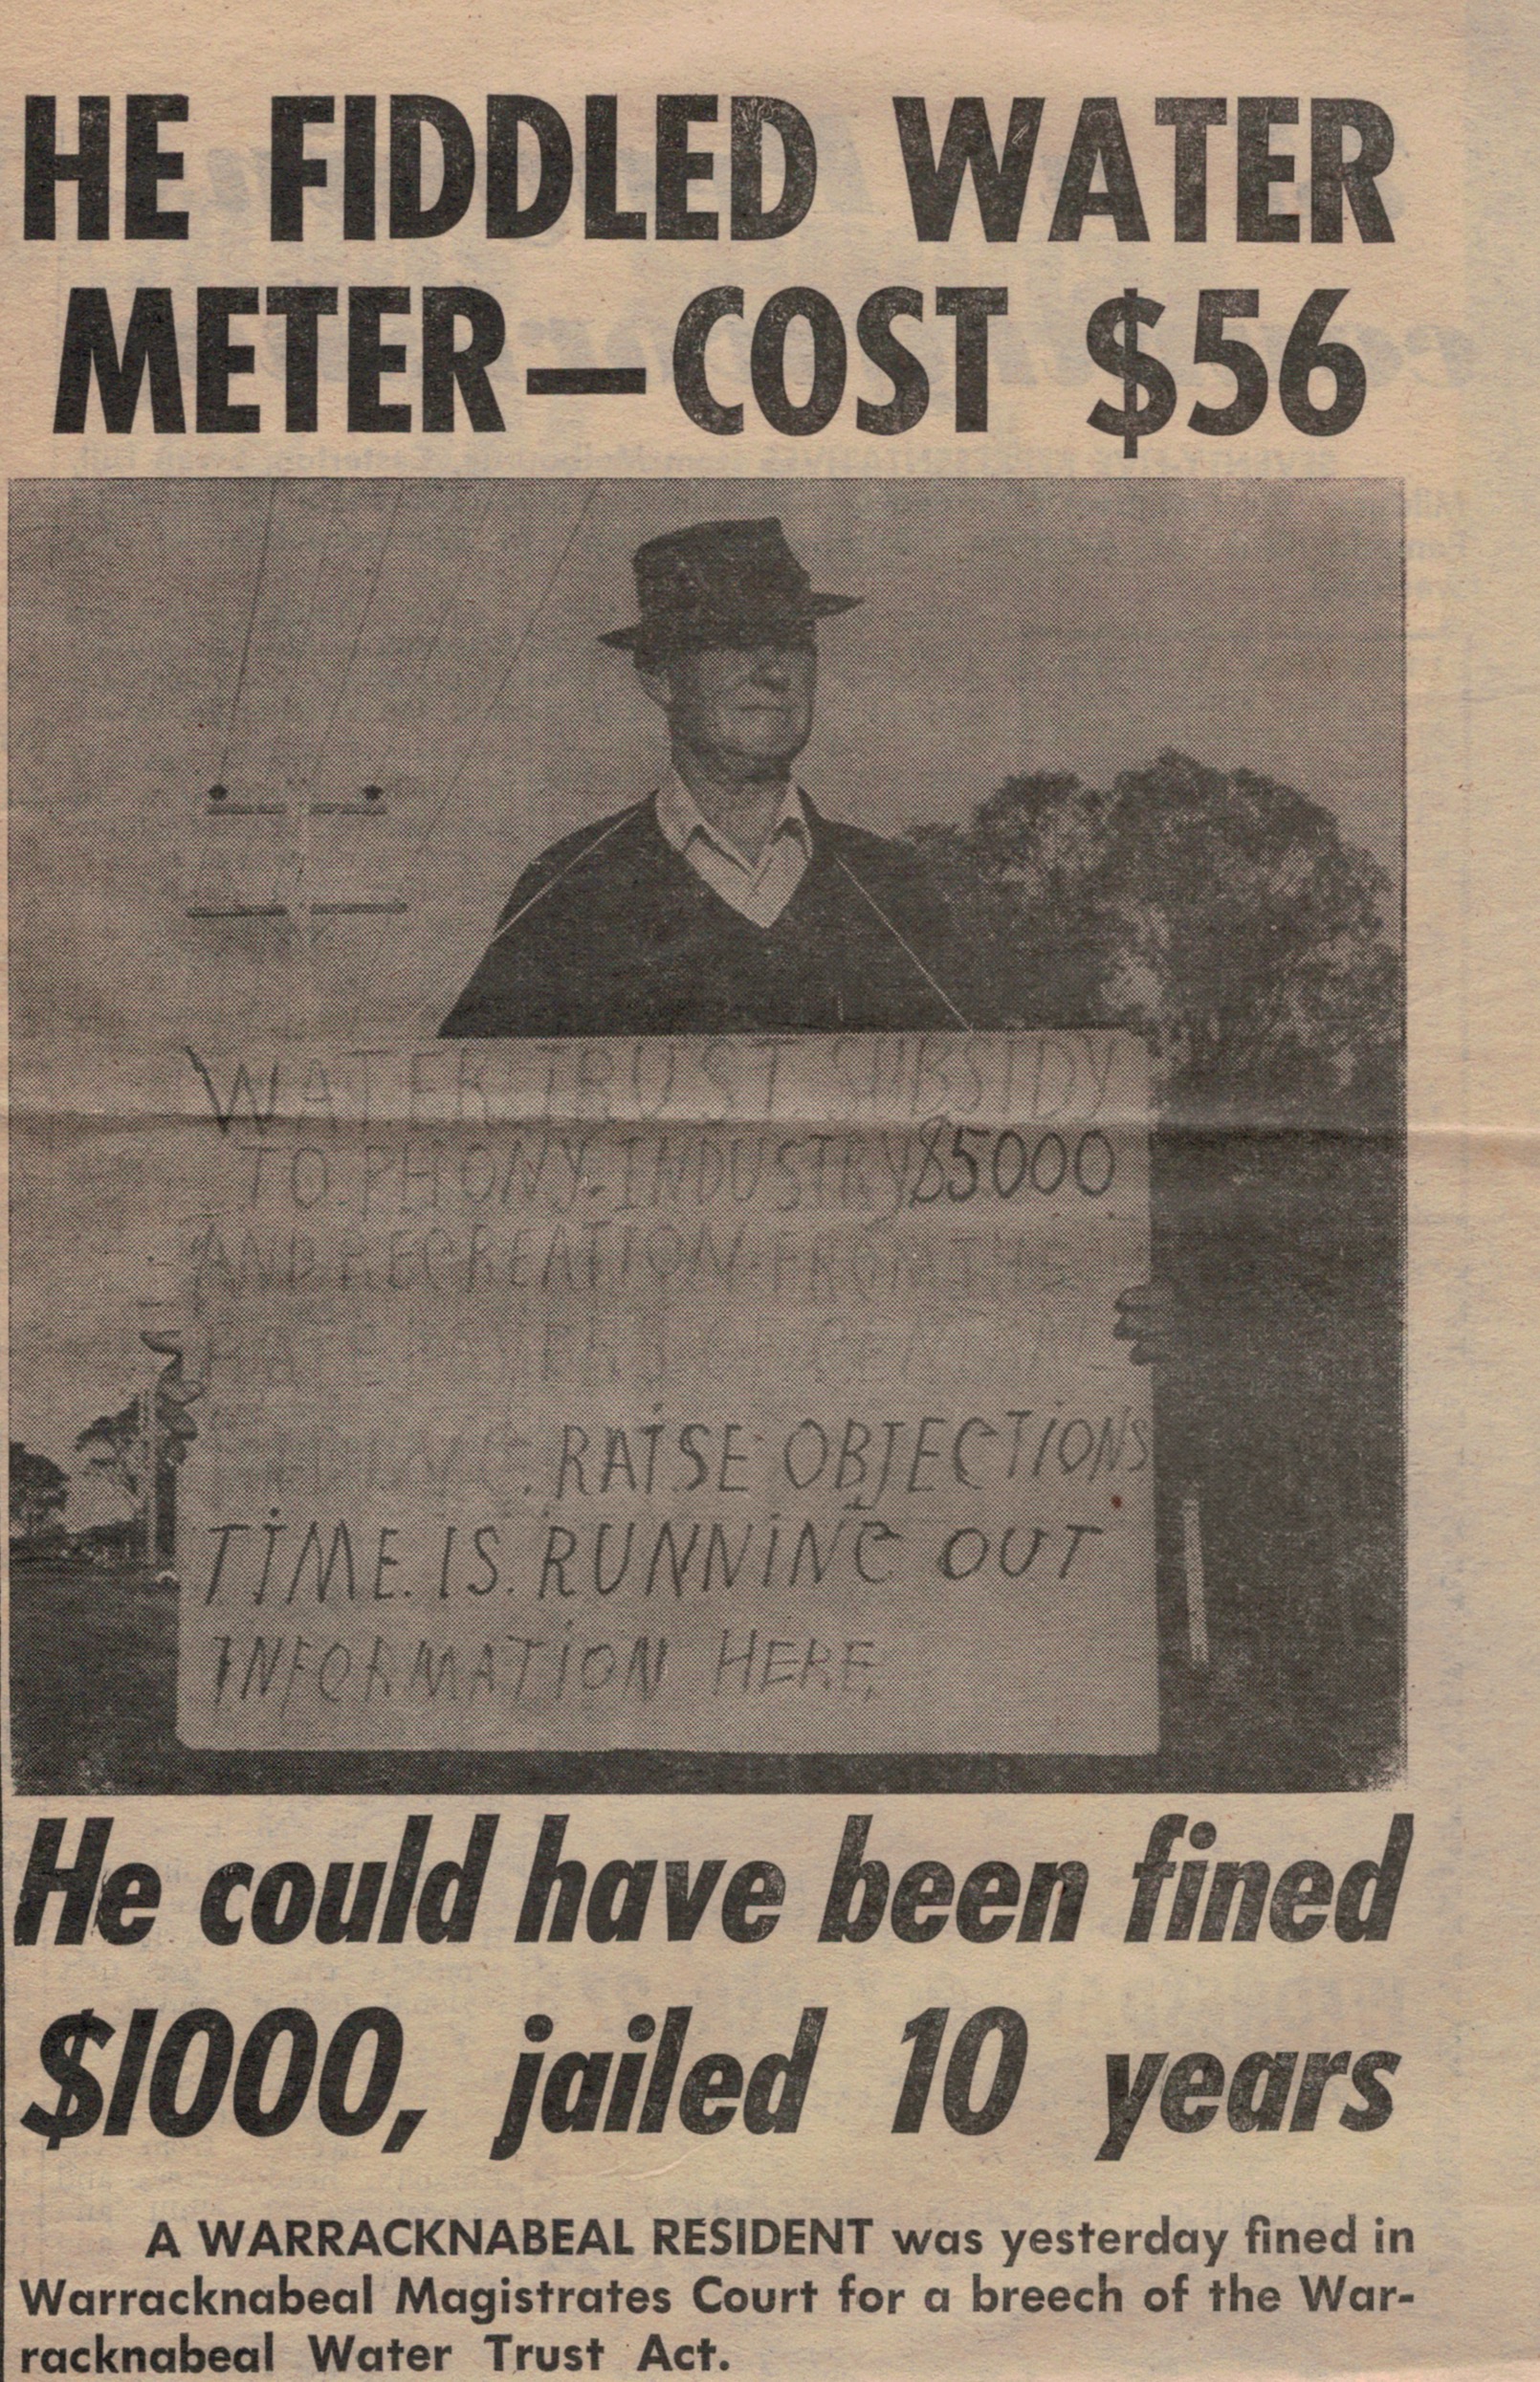 HE FIDDLED WATER
METER—COST $56
WATER TRUST SUBSIDY
TO PHONY. INDUSTRY $5000
AND RECREATION FROM THE
RAISE OBJECTIONS
TIME. IS. RUNNING OUT
INFORMATION HERE,
He could have been fined
$1000, jailed 10 years
A WARRACKNABEAL RESIDENT was yesterday fined in
Warracknabeal Magistrates Court for a breech of the War-
racknabeal Water Trust Act.